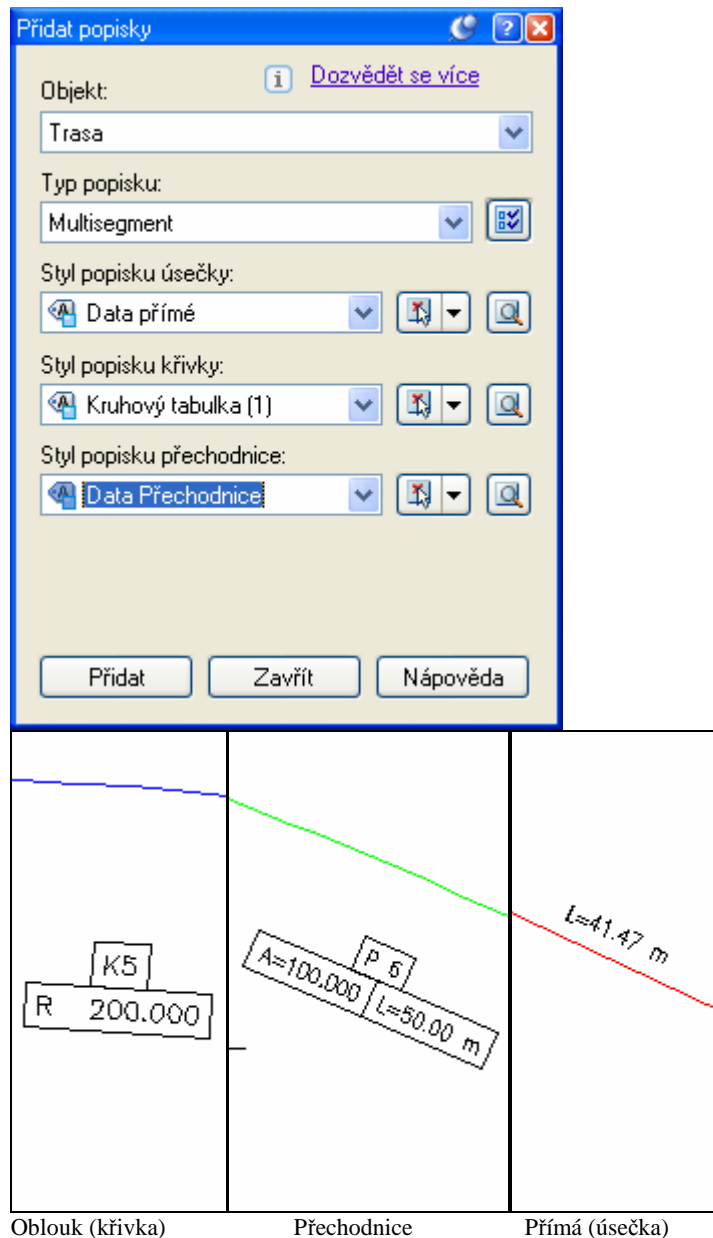 Přidat popisky
Objekt:
Dozvědět se více
Trasa
Typ popisku:
Multisegment
Styl popisku úsečky:
Data přímé
Styl popisku křivky:
Kruhový tabulka (1)
Styl popisku přechodnice:
Data Přechodnice
Přidat Zavřít Nápověda
K5
R 200.000
P 6
A=100.000 L=50.00 m
L=41.47 m
Oblouk (křivka) Přechodnice Přímá (úsečka)